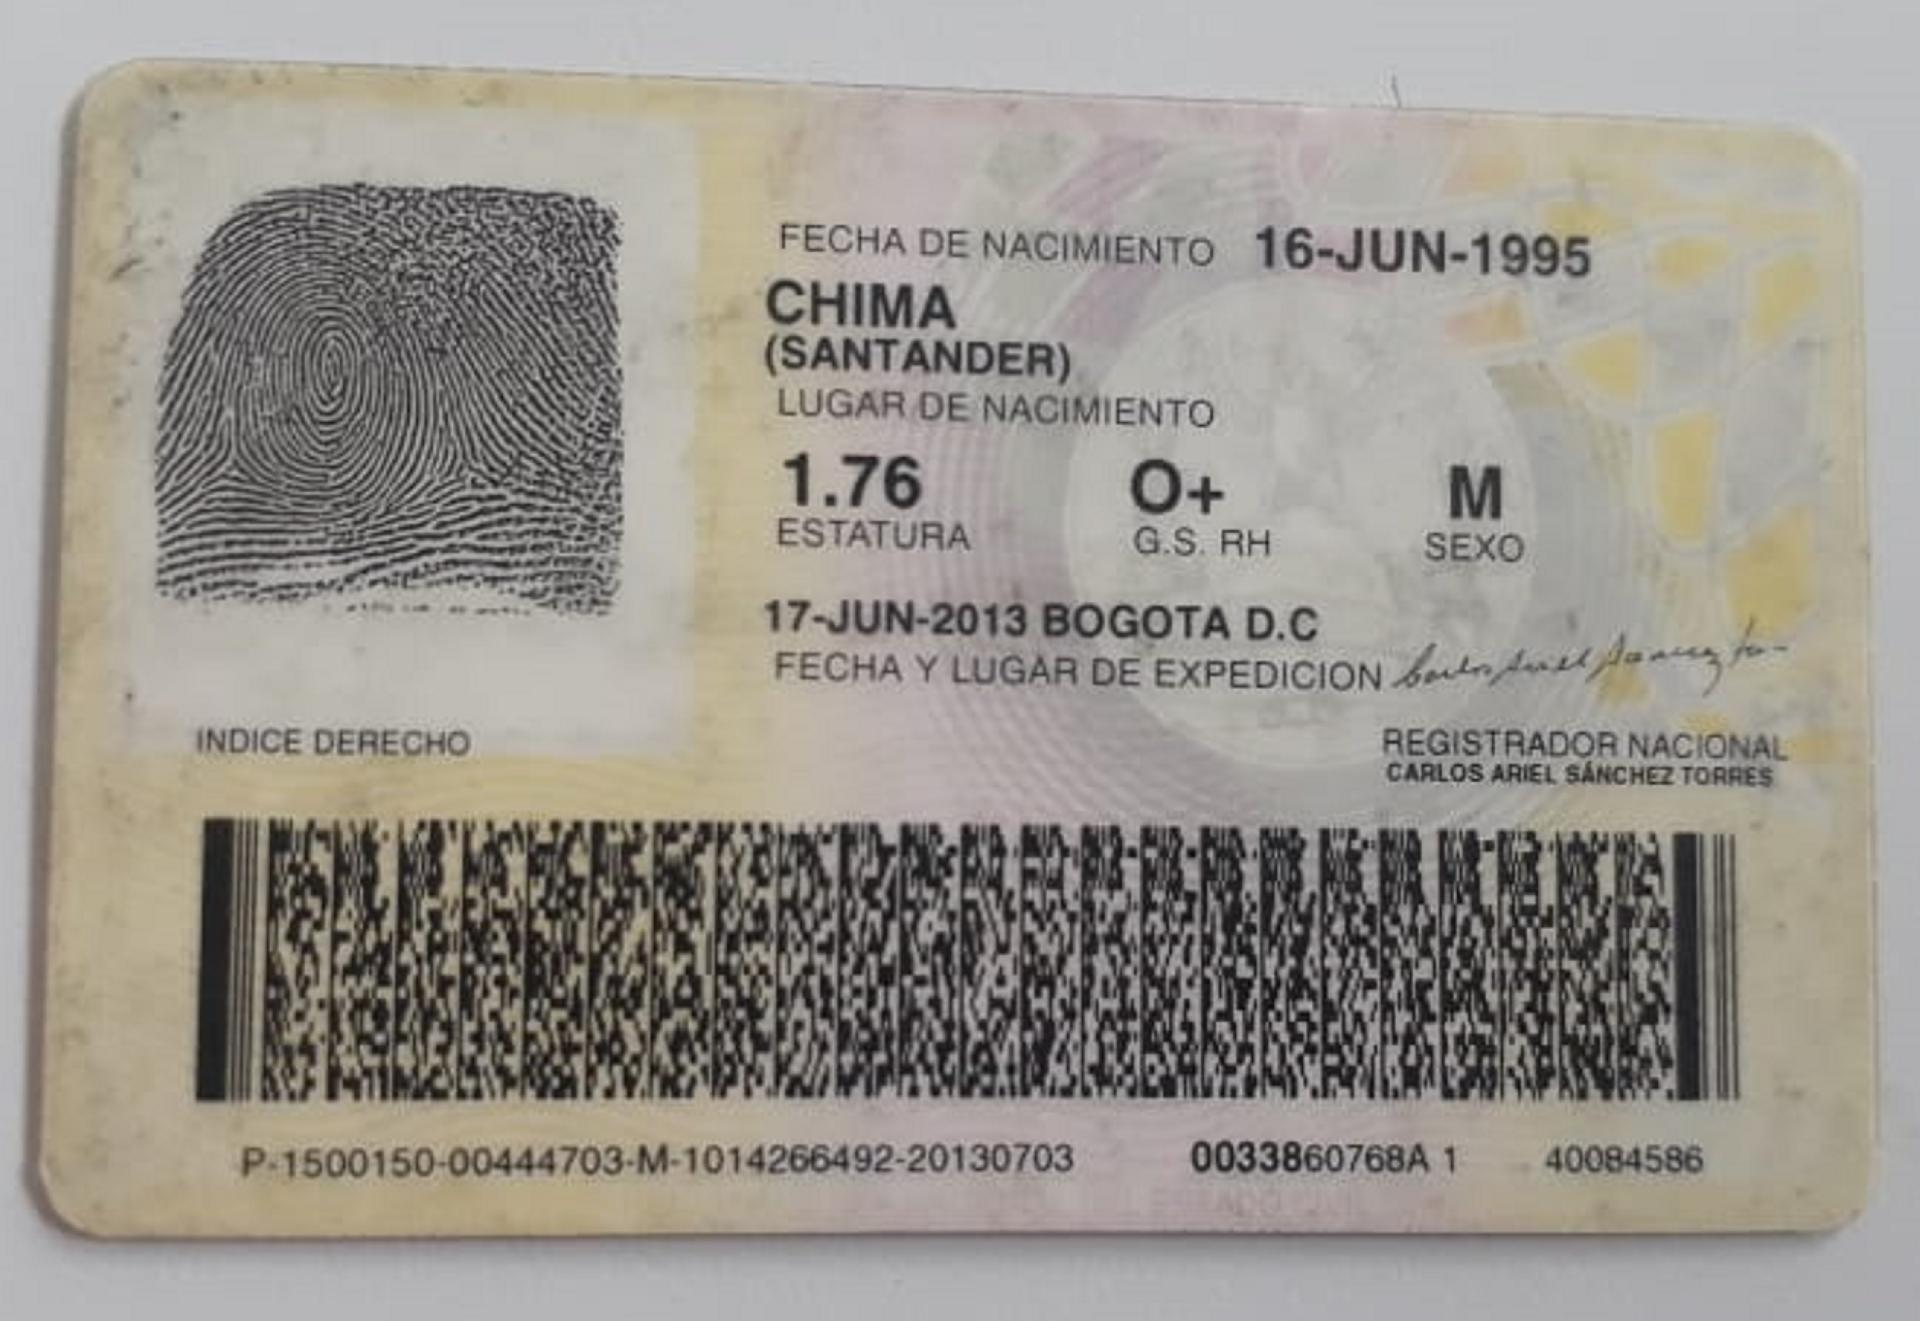 FECHA DE NACIMIENTO 16-JUN-1995
CHIMA
(SANTANDER)
LUGAR DE NACIMIENTO
1.76 O+ M
ESTATURA G.S. RH SEXO
17-JUN-2013 BOGOTA D.C
FECHA Y LUGAR DE EXPEDICION
INDICE DERECHO
REGISTRADOR NACIONAL
CARLOS ARIEL SÁNCHEZ TORRES
P-1500150-00444703-M-1014266492-20130703 0033860768A 1 40084586